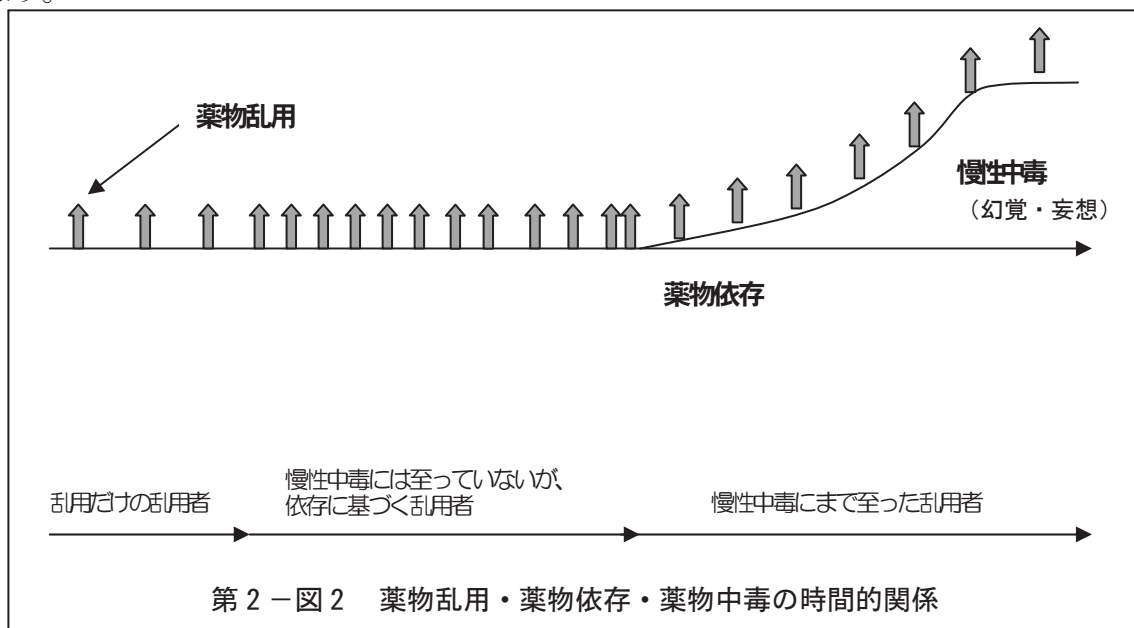 薬物乱用
慢性中毒
（幻覚・妄想）
薬物依存
乱用だけの乱用者
慢性中毒には至っていないが、
依存に基づく乱用者
慢性中毒にまで至った乱用者
第２－図２　薬物乱用・薬物依存・薬物中毒の時間的関係